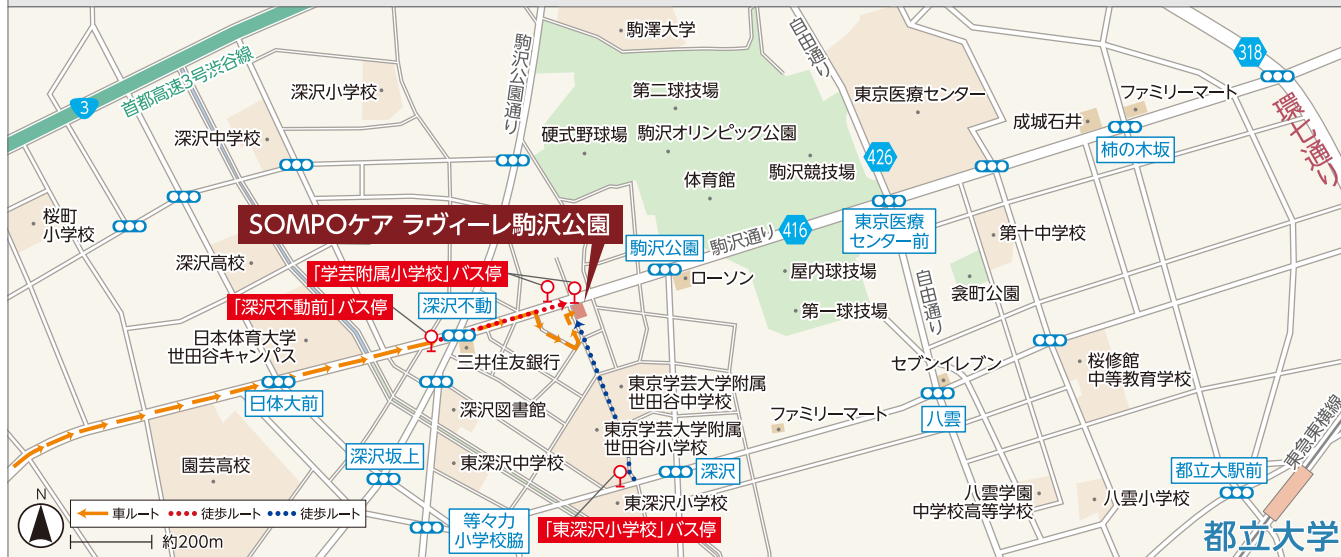 駒澤大学
自由通り
318
首都高速3号渋谷線
3
駒沢公園通り
深沢小学校
第二球技場
東京医療センター
ファミリーマート
成城石井
環七通り
深沢中学校
硬式野球場
駒沢オリンピック公園
柿の木坂
426
駒沢競技場
体育館
桜町
小学校
SOMPOケア ラヴィーレ駒沢公園
東京医療
センター前
416
駒沢通り
駒沢公園
第十中学校
深沢高校
「学芸附属小学校」バス停
ローソン
屋内球技場
自由通り
衾町公園
「深沢不動前」バス停
深沢不動
第一球技場
日本体育大学
世田谷キャンパス
三井住友銀行
セブンイレブン
桜修館
中等教育学校
日体大前
東京学芸大学附属
世田谷中学校
深沢図書館
ファミリーマート
八雲
東京学芸大学附属
世田谷小学校
東急東横線
園芸高校
深沢坂上
東深沢中学校
深沢
都立大駅前
N
車ルート
徒歩ルート
徒歩ルート
東深沢小学校
八雲学園
中学校高等学校
八雲小学校
等々力
小学校脇
「東深沢小学校」バス停
約200m
都立大学